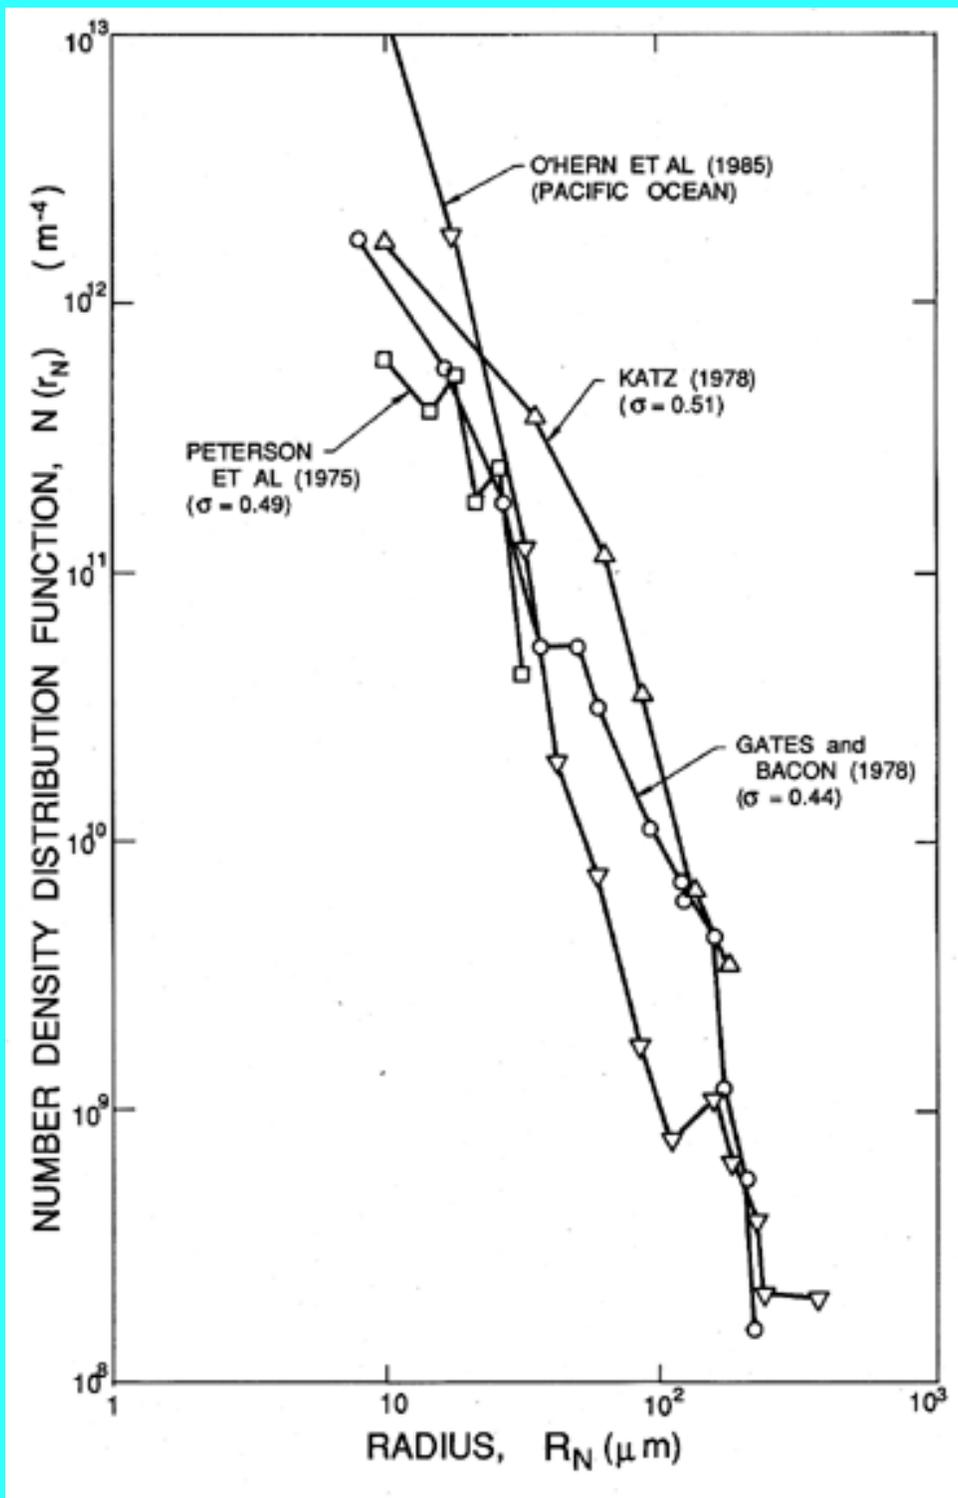 10¹³
O'HERN ET AL (1985)
(PACIFIC OCEAN)
10¹²
KATZ (1978)
(σ = 0.51)
PETERSON
ET AL (1975)
(σ = 0.49)
10¹¹
GATES and
BACON (1978)
(σ = 0.44)
10¹⁰
10⁹
10⁸
1 10 10² 10³
RADIUS, R_N (μ m)
NUMBER DENSITY DISTRIBUTION FUNCTION, N (r_N) (m⁻⁴)